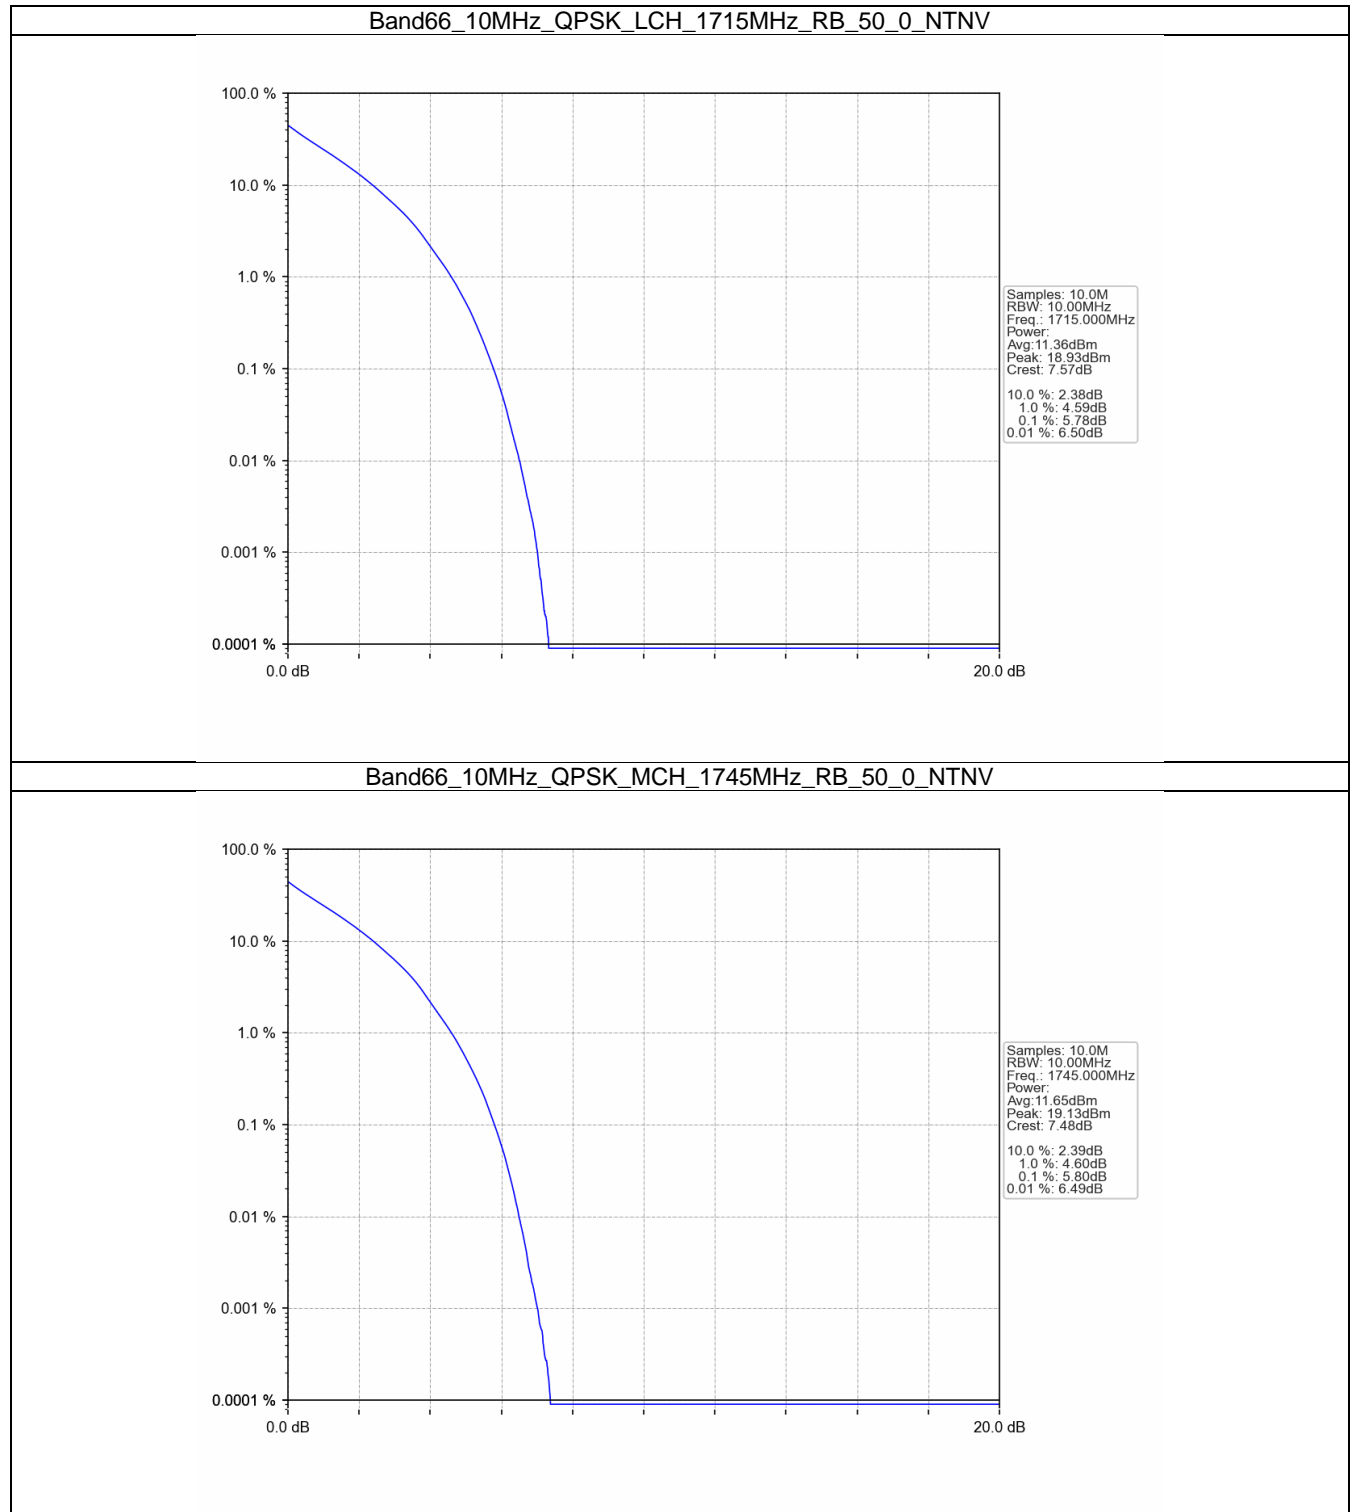 Band66_10MHz_QPSK_LCH_1715MHz_RB_50_0_NTNV
100.0 %
10.0 %
1.0 %
0.1 %
0.01 %
0.001 %
0.0001 %
0.0 dB
20.0 dB
Samples: 10.0M
RBW: 10.00MHz
Freq.: 1715.000MHz
Power:
Avg:11.36dBm
Peak: 18.93dBm
Crest: 7.57dB
10.0 %: 2.38dB
1.0 %: 4.59dB
0.1 %: 5.78dB
0.01 %: 6.50dB
Band66_10MHz_QPSK_MCH_1745MHz_RB_50_0_NTNV
100.0 %
10.0 %
1.0 %
0.1 %
0.01 %
0.001 %
0.0001 %
0.0 dB
20.0 dB
Samples: 10.0M
RBW: 10.00MHz
Freq.: 1745.000MHz
Power:
Avg:11.65dBm
Peak: 19.13dBm
Crest: 7.48dB
10.0 %: 2.39dB
1.0 %: 4.60dB
0.1 %: 5.80dB
0.01 %: 6.49dB